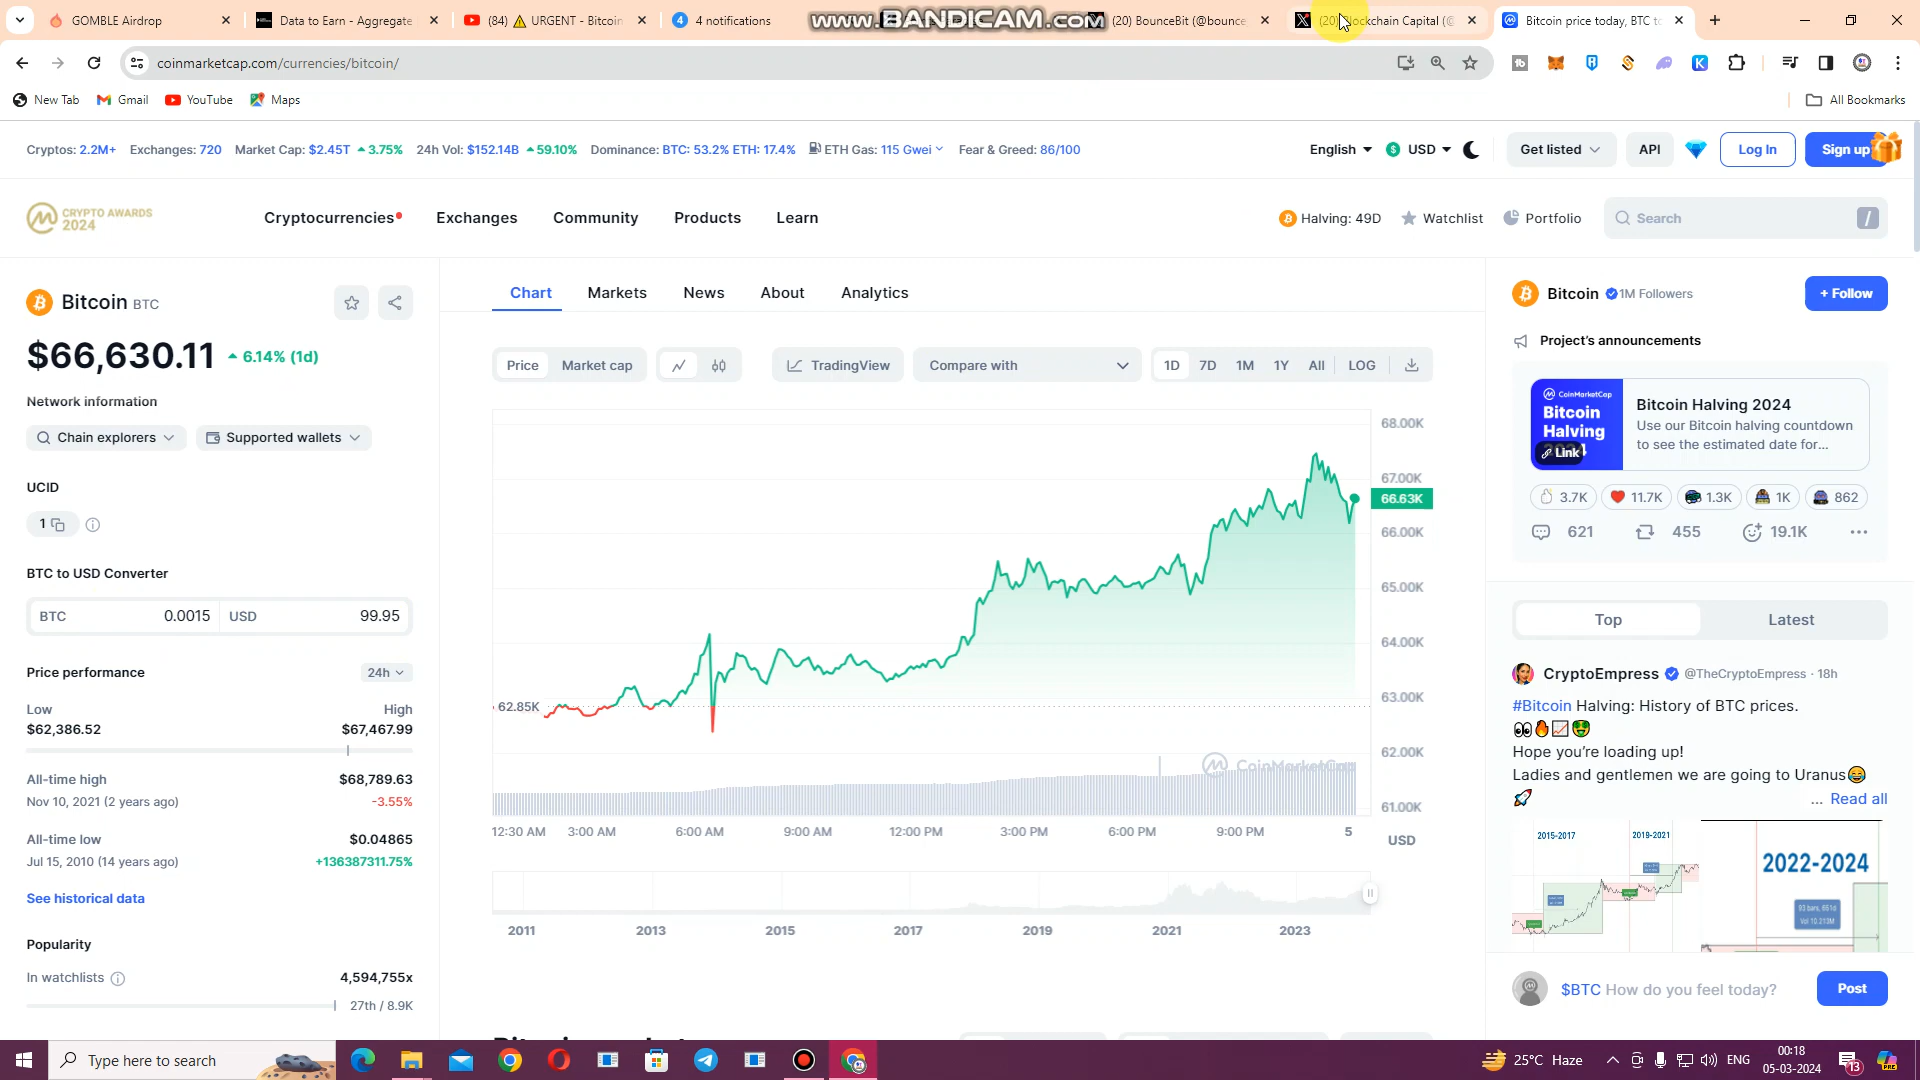 GOMBLE Airdrop
Data to Earn - Aggregate
(84) ⚠ URGENT - Bitcoin
4 notifications
www.BANDICAM.com
(20) BounceBit (@bounce
(20) Blockchain Capital (@
Bitcoin price today, BTC to
coinmarketcap.com/currencies/bitcoin/
New Tab
Gmail
YouTube
Maps
All Bookmarks
Cryptos: 2.2M+ Exchanges: 720 Market Cap: $2.45T 3.75% 24h Vol: $152.14B 59.10% Dominance: BTC: 53.2% ETH: 17.4% ETH Gas: 115 Gwei Fear & Greed: 86/100
English
USD
Get listed
API
Log In
Sign up
CRYPTO AWARDS
2024
Cryptocurrencies
Exchanges
Community
Products
Learn
Halving: 49D
Watchlist
Portfolio
Search
/
Bitcoin BTC
$66,630.11 6.14% (1d)
Network information
Chain explorers
Supported wallets
UCID
1
BTC to USD Converter
BTC 0.0015 USD 99.95
Price performance
24h
Low High
$62,386.52 $67,467.99
All-time high $68,789.63
Nov 10, 2021 (2 years ago) -3.55%
All-time low $0.04865
Jul 15, 2010 (14 years ago) +136387311.75%
See historical data
Popularity
In watchlists 4,594,755x
27th / 8.9K
Chart
Markets
News
About
Analytics
Price
Market cap
TradingView
Compare with
1D 7D 1M 1Y All LOG
68.00K
67.00K
66.63K
66.00K
65.00K
64.00K
63.00K
62.85K
62.00K
61.00K
CoinMarketCap
12:30 AM 3:00 AM 6:00 AM 9:00 AM 12:00 PM 3:00 PM 6:00 PM 9:00 PM 5
USD
2011 2013 2015 2017 2019 2021 2023
Bitcoin
1M Followers
+ Follow
Project's announcements
CoinMarketCap
Bitcoin
Halving
Link
Bitcoin Halving 2024
Use our Bitcoin halving countdown
to see the estimated date for...
3.7K 11.7K 1.3K 1K 862
621 455 19.1K
Top
Latest
CryptoEmpress @TheCryptoEmpress · 18h
#Bitcoin Halving: History of BTC prices.
👀🔥📈🤑
Hope you're loading up!
Ladies and gentlemen we are going to Uranus😂
🚀 ... Read all
2015-2017
2019-2021
2022-2024
93 bars, 651d
Vol 10.213M
$BTC How do you feel today?
Post
Type here to search
25°C Haze
ENG
00:18
05-03-2024
13
PRE